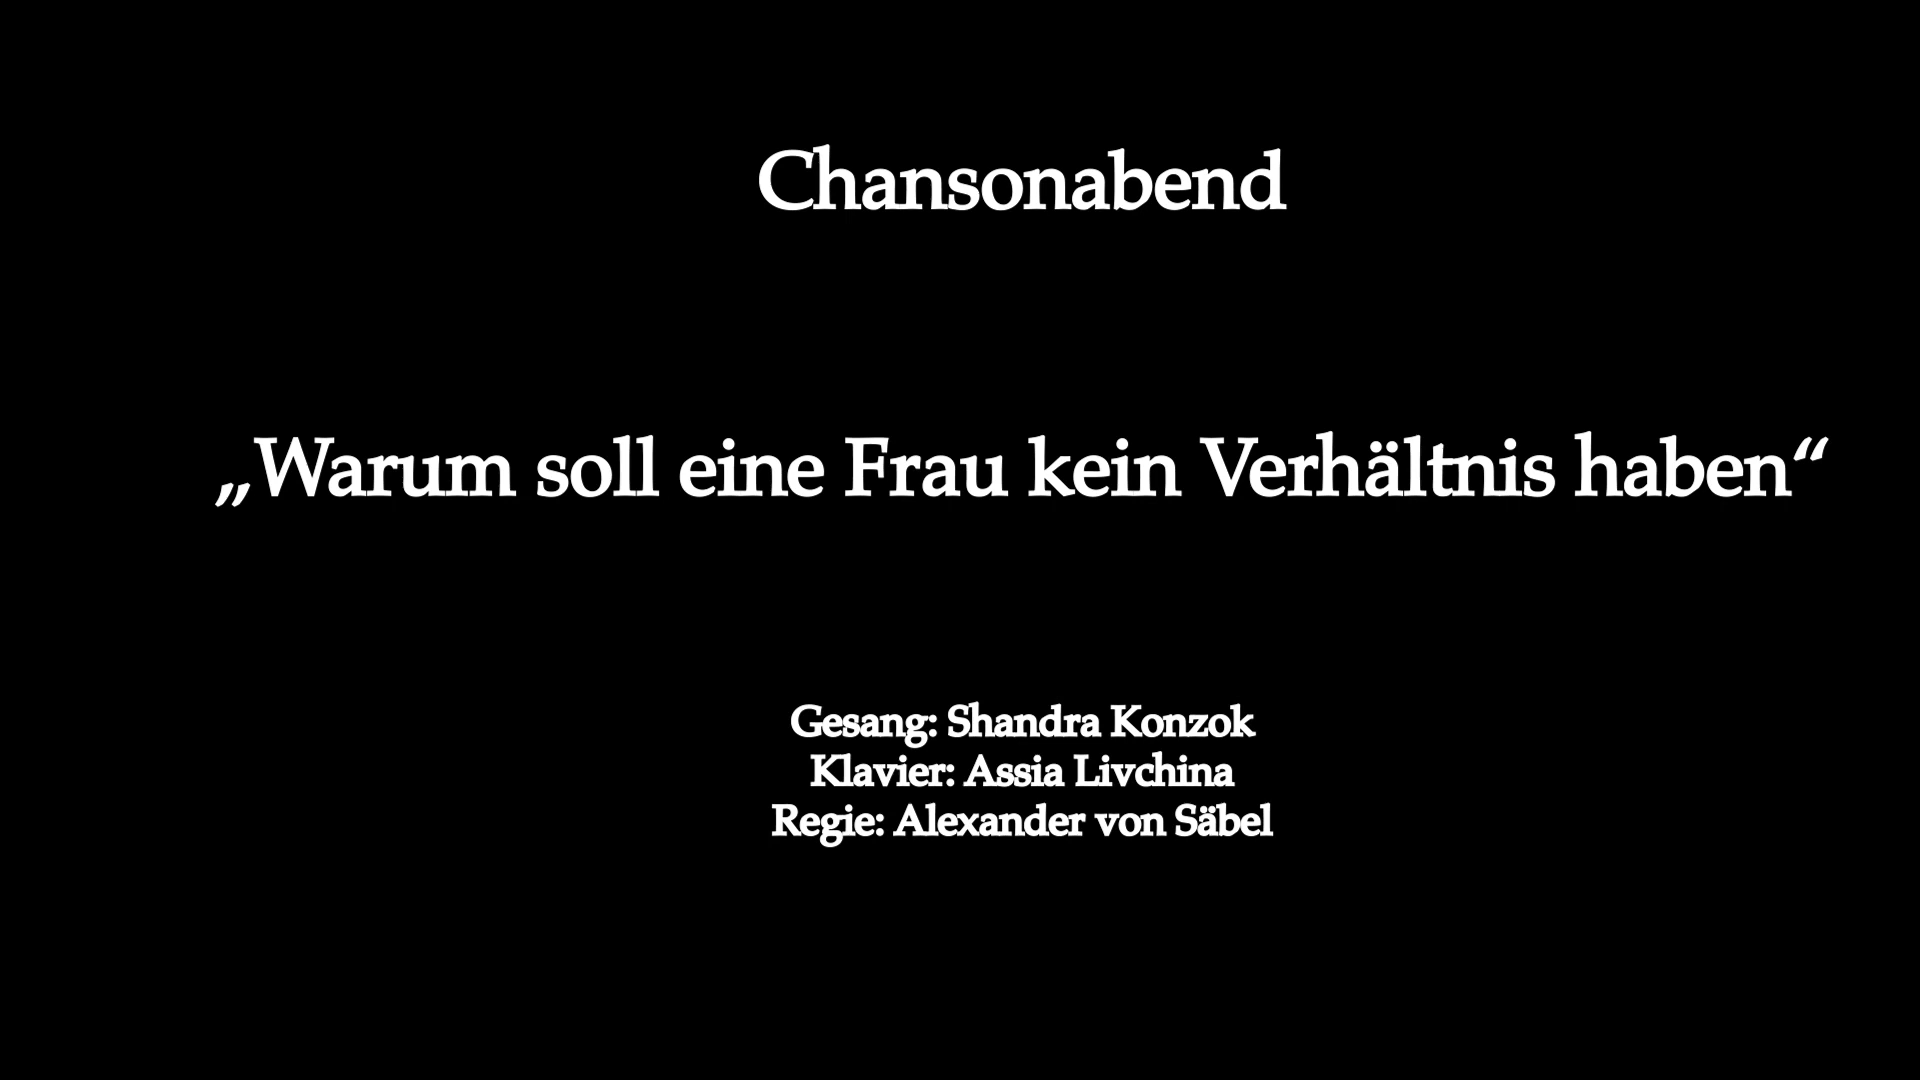 Chansonabend
„Warum soll eine Frau kein Verhältnis haben“
Gesang: Shandra Konzok
Klavier: Assia Livchina
Regie: Alexander von Säbel